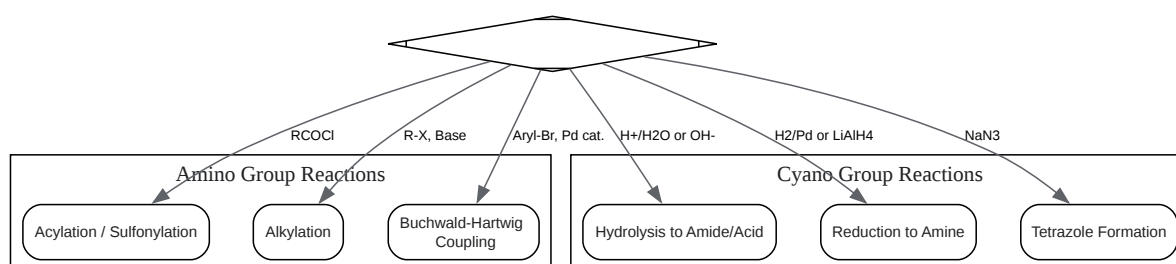 RCOCl
R-X, Base
Aryl-Br, Pd cat.
H+/H2O or OH-
H2/Pd or LiAlH4
NaN3
Amino Group Reactions
Cyano Group Reactions
Acylation / Sulfonylation
Alkylation
Buchwald-Hartwig
Coupling
Hydrolysis to Amide/Acid
Reduction to Amine
Tetrazole Formation